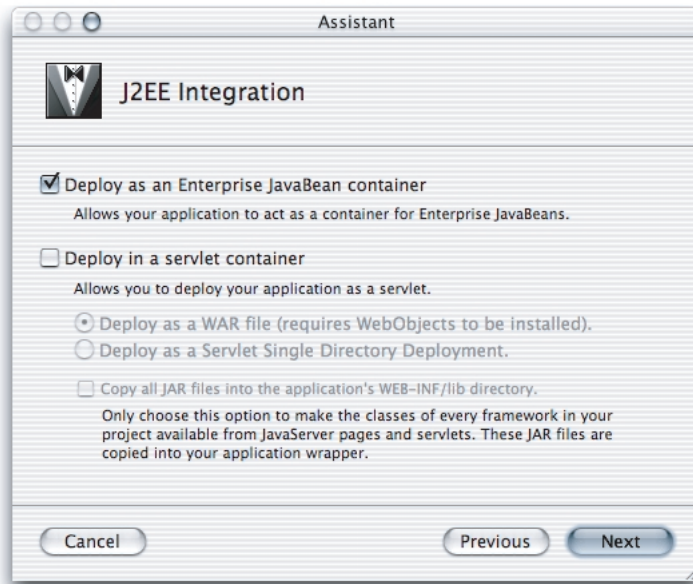 Assistant
J2EE Integration
Deploy as an Enterprise JavaBean container
Allows your application to act as a container for Enterprise JavaBeans.
Deploy in a servlet container
Allows you to deploy your application as a servlet.
Deploy as a WAR file (requires WebObjects to be installed).
Deploy as a Servlet Single Directory Deployment.
Copy all JAR files into the application's WEB-INF/lib directory.
Only choose this option to make the classes of every framework in your
project available from JavaServer pages and servlets. These JAR files are
copied into your application wrapper.
Cancel
Previous
Next